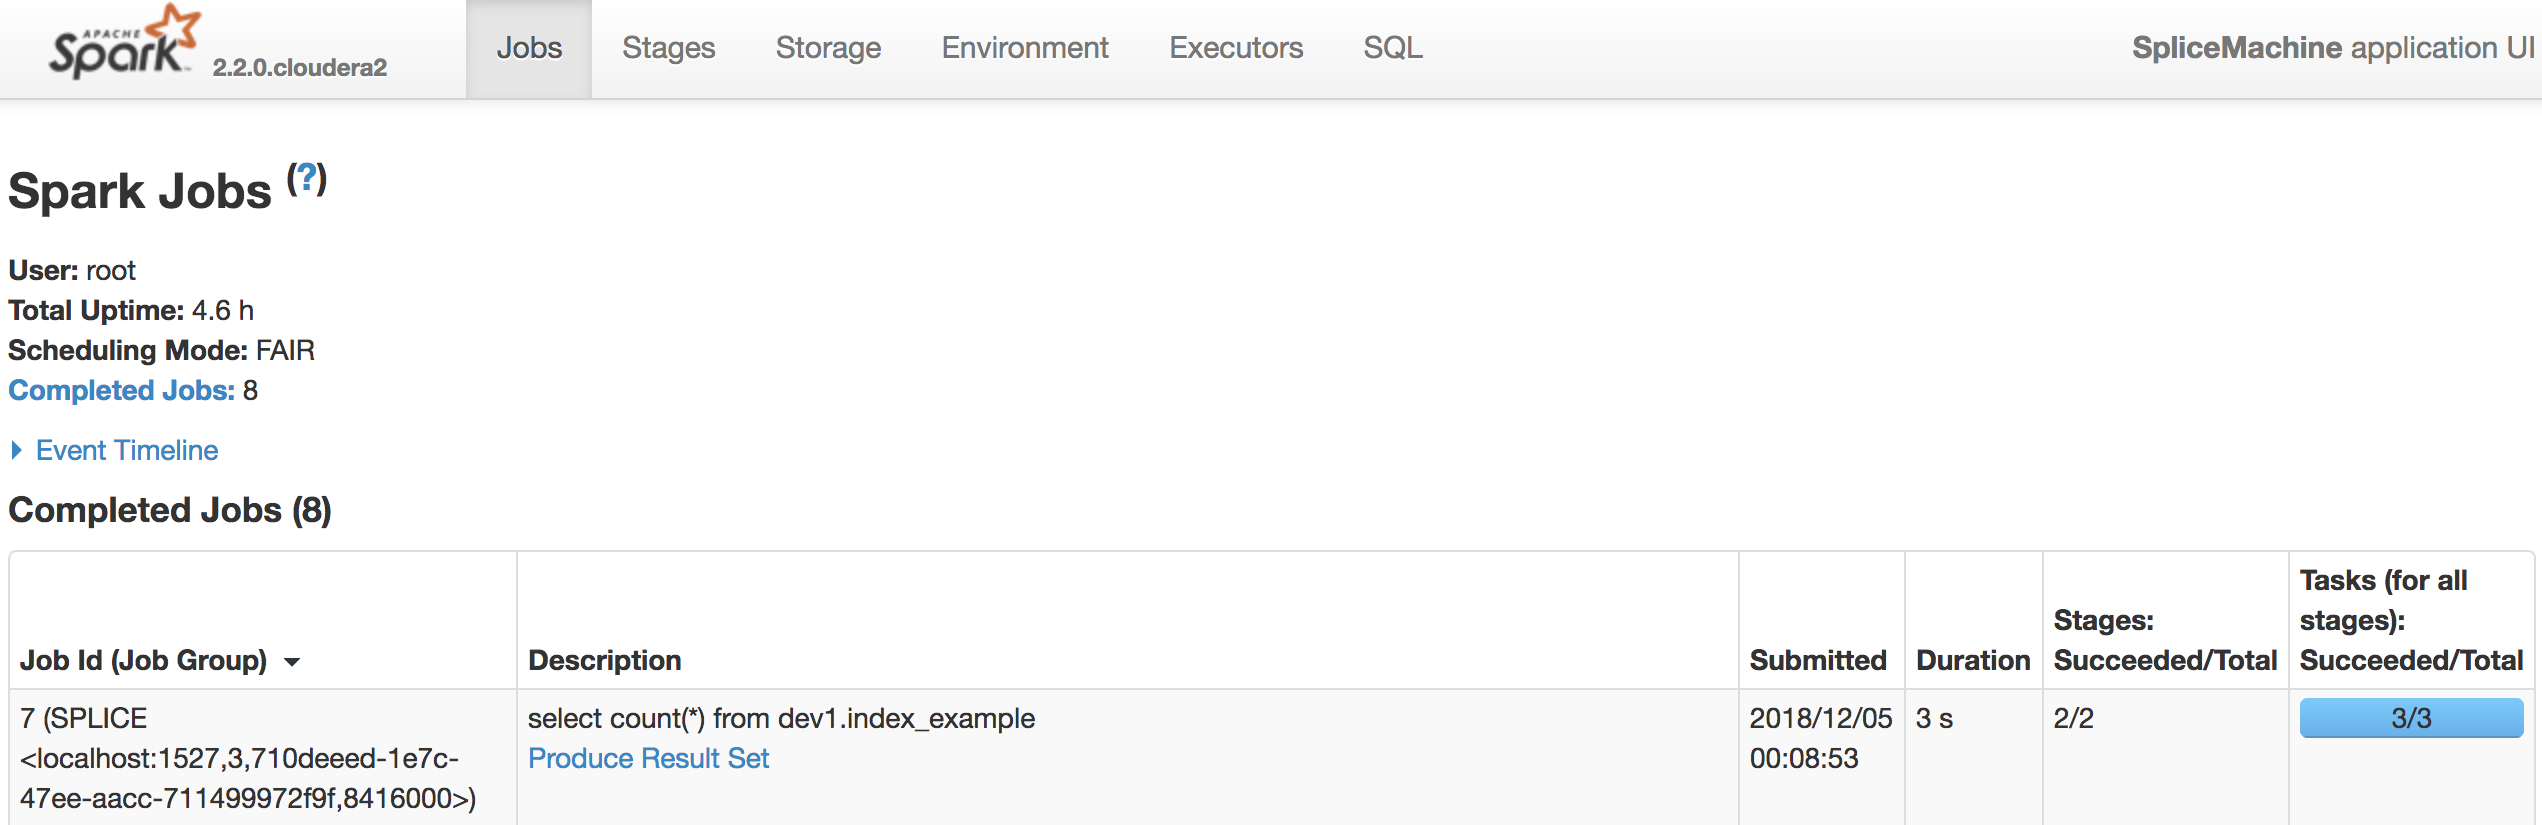 APACHE
Spark 2.2.0.cloudera2 Jobs Stages Storage Environment Executors SQL SpliceMachine application UI
Spark Jobs (?)
User: root
Total Uptime: 4.6 h
Scheduling Mode: FAIR
Completed Jobs: 8
Event Timeline
Completed Jobs (8)
Tasks (for all
Stages: stages):
Job Id (Job Group) Description Submitted Duration Succeeded/Total Succeeded/Total
7 (SPLICE select count(*) from dev1.index_example 2018/12/05 3 s 2/2 3/3
<localhost:1527,3,710deeed-1e7c- Produce Result Set 00:08:53
47ee-aacc-711499972f9f,8416000>)